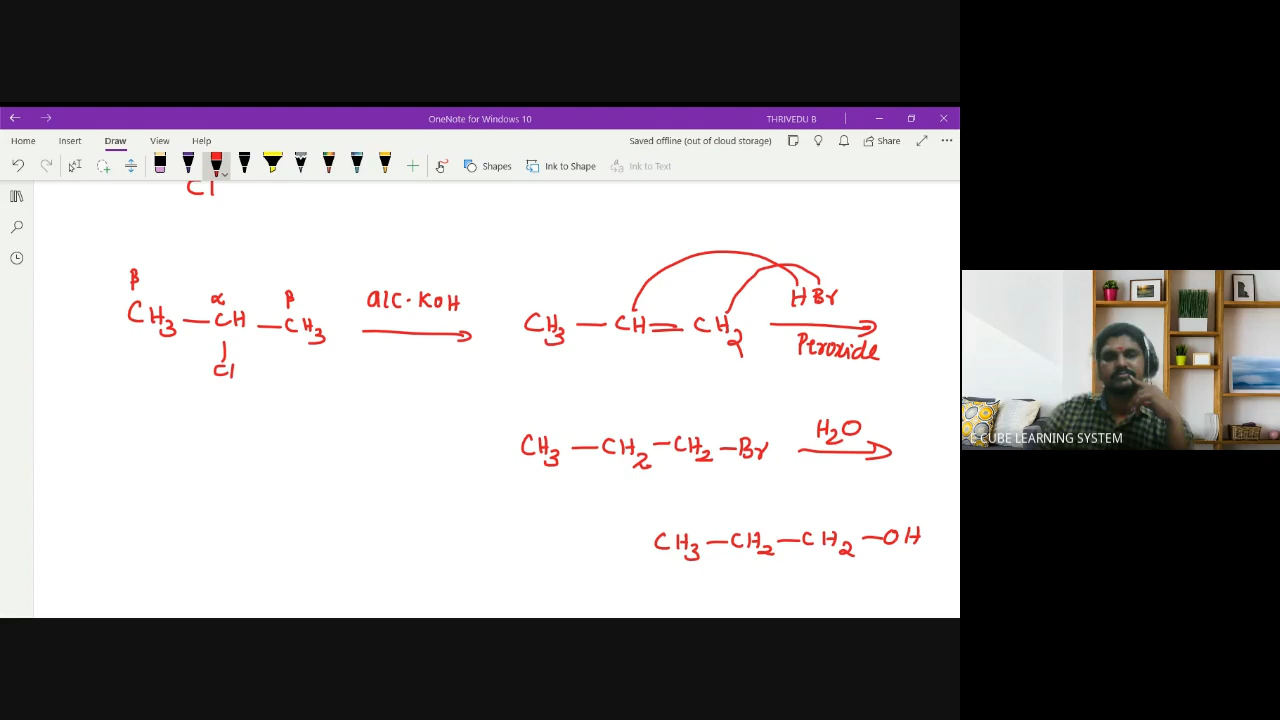 OneNote for Windows 10
THRIVEDU B
Home Insert Draw View Help
Saved offline (out of cloud storage)
Share
Shapes
Ink to Shape
Ink to Text
Cl
β
α
β
CH3 — CH — CH3
Cl
alc. KOH
CH3 — CH = CH2
H Br
Peroxide
CH3 — CH2 — CH2 — Br
H2O
CH3 — CH2 — CH2 — OH
C CUBE LEARNING SYSTEM